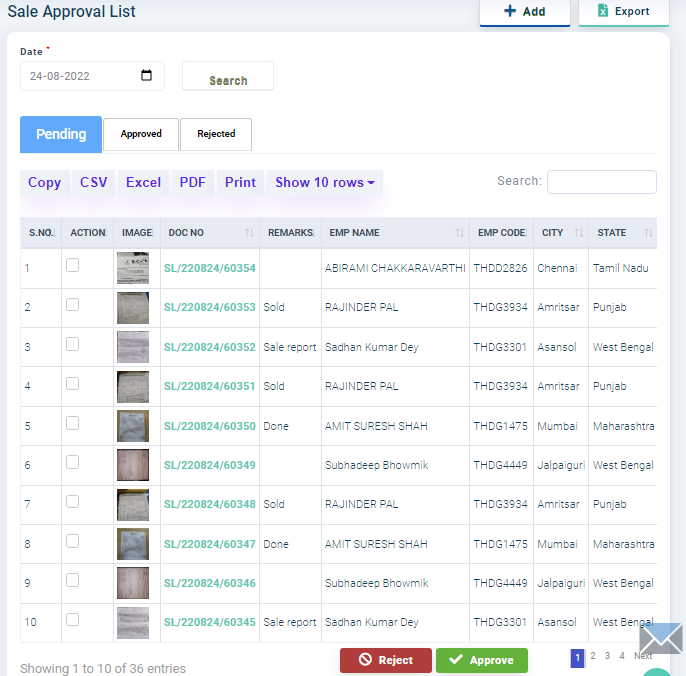 Sale Approval List
Add
Export
Date *
24-08-2022
Search
Pending
Approved
Rejected
Copy CSV Excel PDF Print Show 10 rows
Search:
S.NO. ACTION IMAGE DOC NO REMARKS EMP NAME EMP CODE CITY STATE
1 SL/220824/60354 ABIRAMI CHAKKARAVARTHI THDD2826 Chennai Tamil Nadu
2 SL/220824/60353 Sold RAJINDER PAL THDG3934 Amritsar Punjab
3 SL/220824/60352 Sale report Sadhan Kumar Dey THDG3301 Asansol West Bengal
4 SL/220824/60351 Sold RAJINDER PAL THDG3934 Amritsar Punjab
5 SL/220824/60350 Done AMIT SURESH SHAH THDG1475 Mumbai Maharashtra
6 SL/220824/60349 Subhadeep Bhowmik THDG4449 Jalpaiguri West Bengal
7 SL/220824/60348 Sold RAJINDER PAL THDG3934 Amritsar Punjab
8 SL/220824/60347 Done AMIT SURESH SHAH THDG1475 Mumbai Maharashtra
9 SL/220824/60346 Subhadeep Bhowmik THDG4449 Jalpaiguri West Bengal
10 SL/220824/60345 Sale report Sadhan Kumar Dey THDG3301 Asansol West Bengal
Showing 1 to 10 of 36 entries
Reject
Approve
1 2 3 4 Next